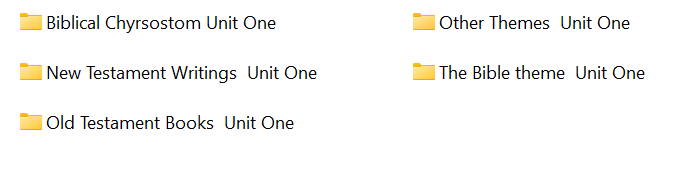 Biblical Chyrsostom Unit One
Other Themes  Unit One
New Testament Writings  Unit One
The Bible theme  Unit One
Old Testament Books  Unit One